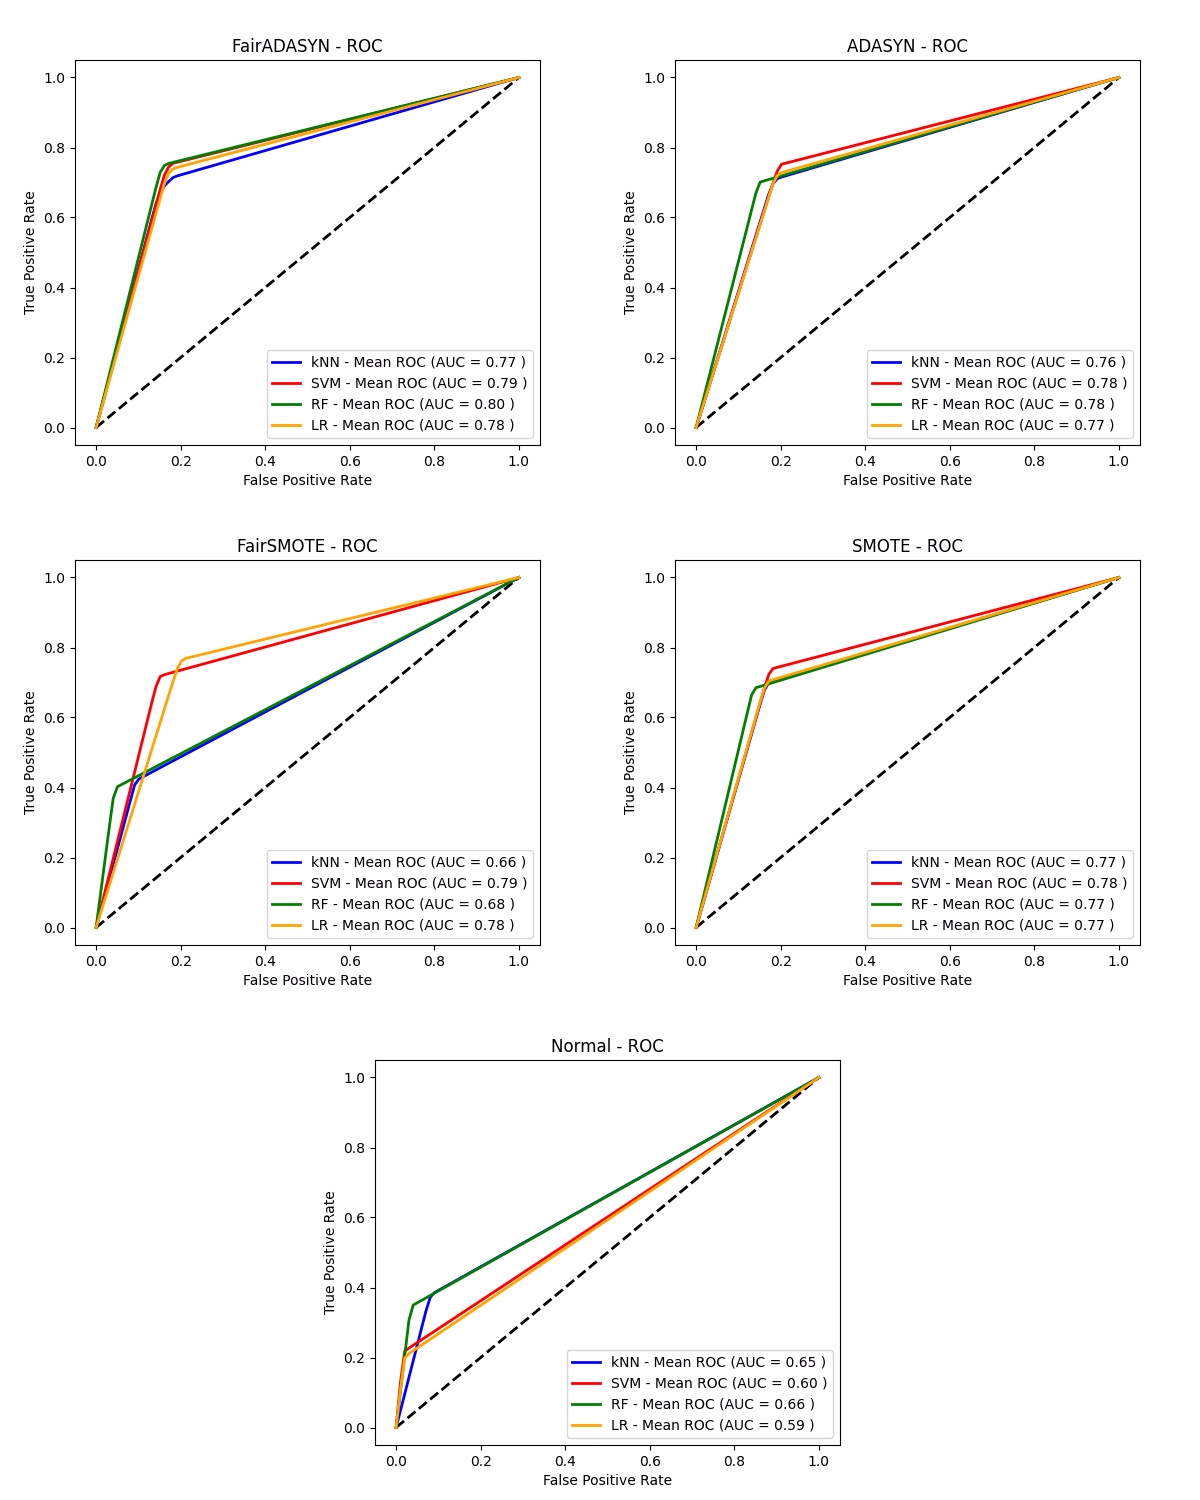 FairADASYN - ROC
1.0
0.8
0.6
0.4
0.2
0.0
True Positive Rate
kNN - Mean ROC (AUC = 0.77 )
SVM - Mean ROC (AUC = 0.79 )
RF - Mean ROC (AUC = 0.80 )
LR - Mean ROC (AUC = 0.78 )
0.0 0.2 0.4 0.6 0.8 1.0
False Positive Rate
ADASYN - ROC
1.0
0.8
0.6
0.4
0.2
0.0
True Positive Rate
kNN - Mean ROC (AUC = 0.76 )
SVM - Mean ROC (AUC = 0.78 )
RF - Mean ROC (AUC = 0.78 )
LR - Mean ROC (AUC = 0.77 )
0.0 0.2 0.4 0.6 0.8 1.0
False Positive Rate
FairSMOTE - ROC
1.0
0.8
0.6
0.4
0.2
0.0
True Positive Rate
kNN - Mean ROC (AUC = 0.66 )
SVM - Mean ROC (AUC = 0.79 )
RF - Mean ROC (AUC = 0.68 )
LR - Mean ROC (AUC = 0.78 )
0.0 0.2 0.4 0.6 0.8 1.0
False Positive Rate
SMOTE - ROC
1.0
0.8
0.6
0.4
0.2
0.0
True Positive Rate
kNN - Mean ROC (AUC = 0.77 )
SVM - Mean ROC (AUC = 0.78 )
RF - Mean ROC (AUC = 0.77 )
LR - Mean ROC (AUC = 0.77 )
0.0 0.2 0.4 0.6 0.8 1.0
False Positive Rate
Normal - ROC
1.0
0.8
0.6
0.4
0.2
0.0
True Positive Rate
kNN - Mean ROC (AUC = 0.65 )
SVM - Mean ROC (AUC = 0.60 )
RF - Mean ROC (AUC = 0.66 )
LR - Mean ROC (AUC = 0.59 )
0.0 0.2 0.4 0.6 0.8 1.0
False Positive Rate